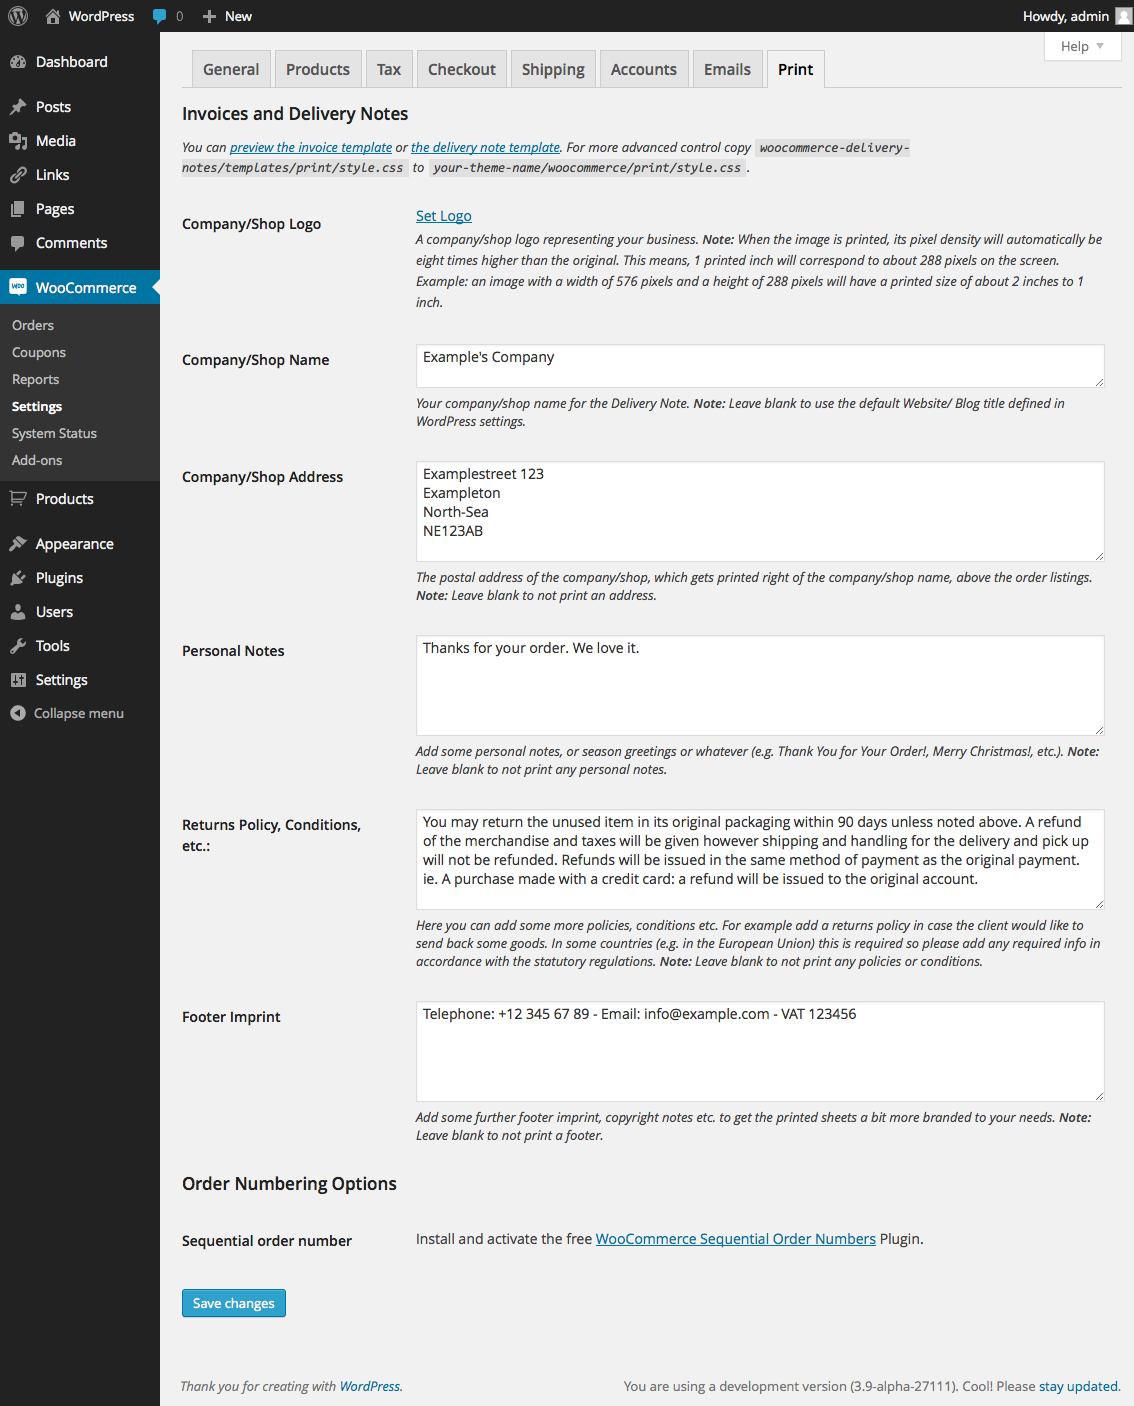 WordPress 0 New Howdy, admin
Help
Dashboard
Posts
Media
Links
Pages
Comments
WooCommerce
Orders
Coupons
Reports
Settings
System Status
Add-ons
Products
Appearance
Plugins
Users
Tools
Settings
Collapse menu
General Products Tax Checkout Shipping Accounts Emails Print
Invoices and Delivery Notes
You can preview the invoice template or the delivery note template. For more advanced control copy woocommerce-delivery-
notes/templates/print/style.css to your-theme-name/woocommerce/print/style.css .
Company/Shop Logo
Set Logo
A company/shop logo representing your business. Note: When the image is printed, its pixel density will automatically be
eight times higher than the original. This means, 1 printed inch will correspond to about 288 pixels on the screen.
Example: an image with a width of 576 pixels and a height of 288 pixels will have a printed size of about 2 inches to 1
inch.
Company/Shop Name
Example's Company
Your company/shop name for the Delivery Note. Note: Leave blank to use the default Website/ Blog title defined in
WordPress settings.
Company/Shop Address
Examplestreet 123
Exampleton
North-Sea
NE123AB
The postal address of the company/shop, which gets printed right of the company/shop name, above the order listings.
Note: Leave blank to not print an address.
Personal Notes
Thanks for your order. We love it.
Add some personal notes, or season greetings or whatever (e.g. Thank You for Your Order!, Merry Christmas!, etc.). Note:
Leave blank to not print any personal notes.
Returns Policy, Conditions,
etc.:
You may return the unused item in its original packaging within 90 days unless noted above. A refund
of the merchandise and taxes will be given however shipping and handling for the delivery and pick up
will not be refunded. Refunds will be issued in the same method of payment as the original payment.
ie. A purchase made with a credit card: a refund will be issued to the original account.
Here you can add some more policies, conditions etc. For example add a returns policy in case the client would like to
send back some goods. In some countries (e.g. in the European Union) this is required so please add any required info in
accordance with the statutory regulations. Note: Leave blank to not print any policies or conditions.
Footer Imprint
Telephone: +12 345 67 89 - Email: info@example.com - VAT 123456
Add some further footer imprint, copyright notes etc. to get the printed sheets a bit more branded to your needs. Note:
Leave blank to not print a footer.
Order Numbering Options
Sequential order number
Install and activate the free WooCommerce Sequential Order Numbers Plugin.
Save changes
Thank you for creating with WordPress.
You are using a development version (3.9-alpha-27111). Cool! Please stay updated.